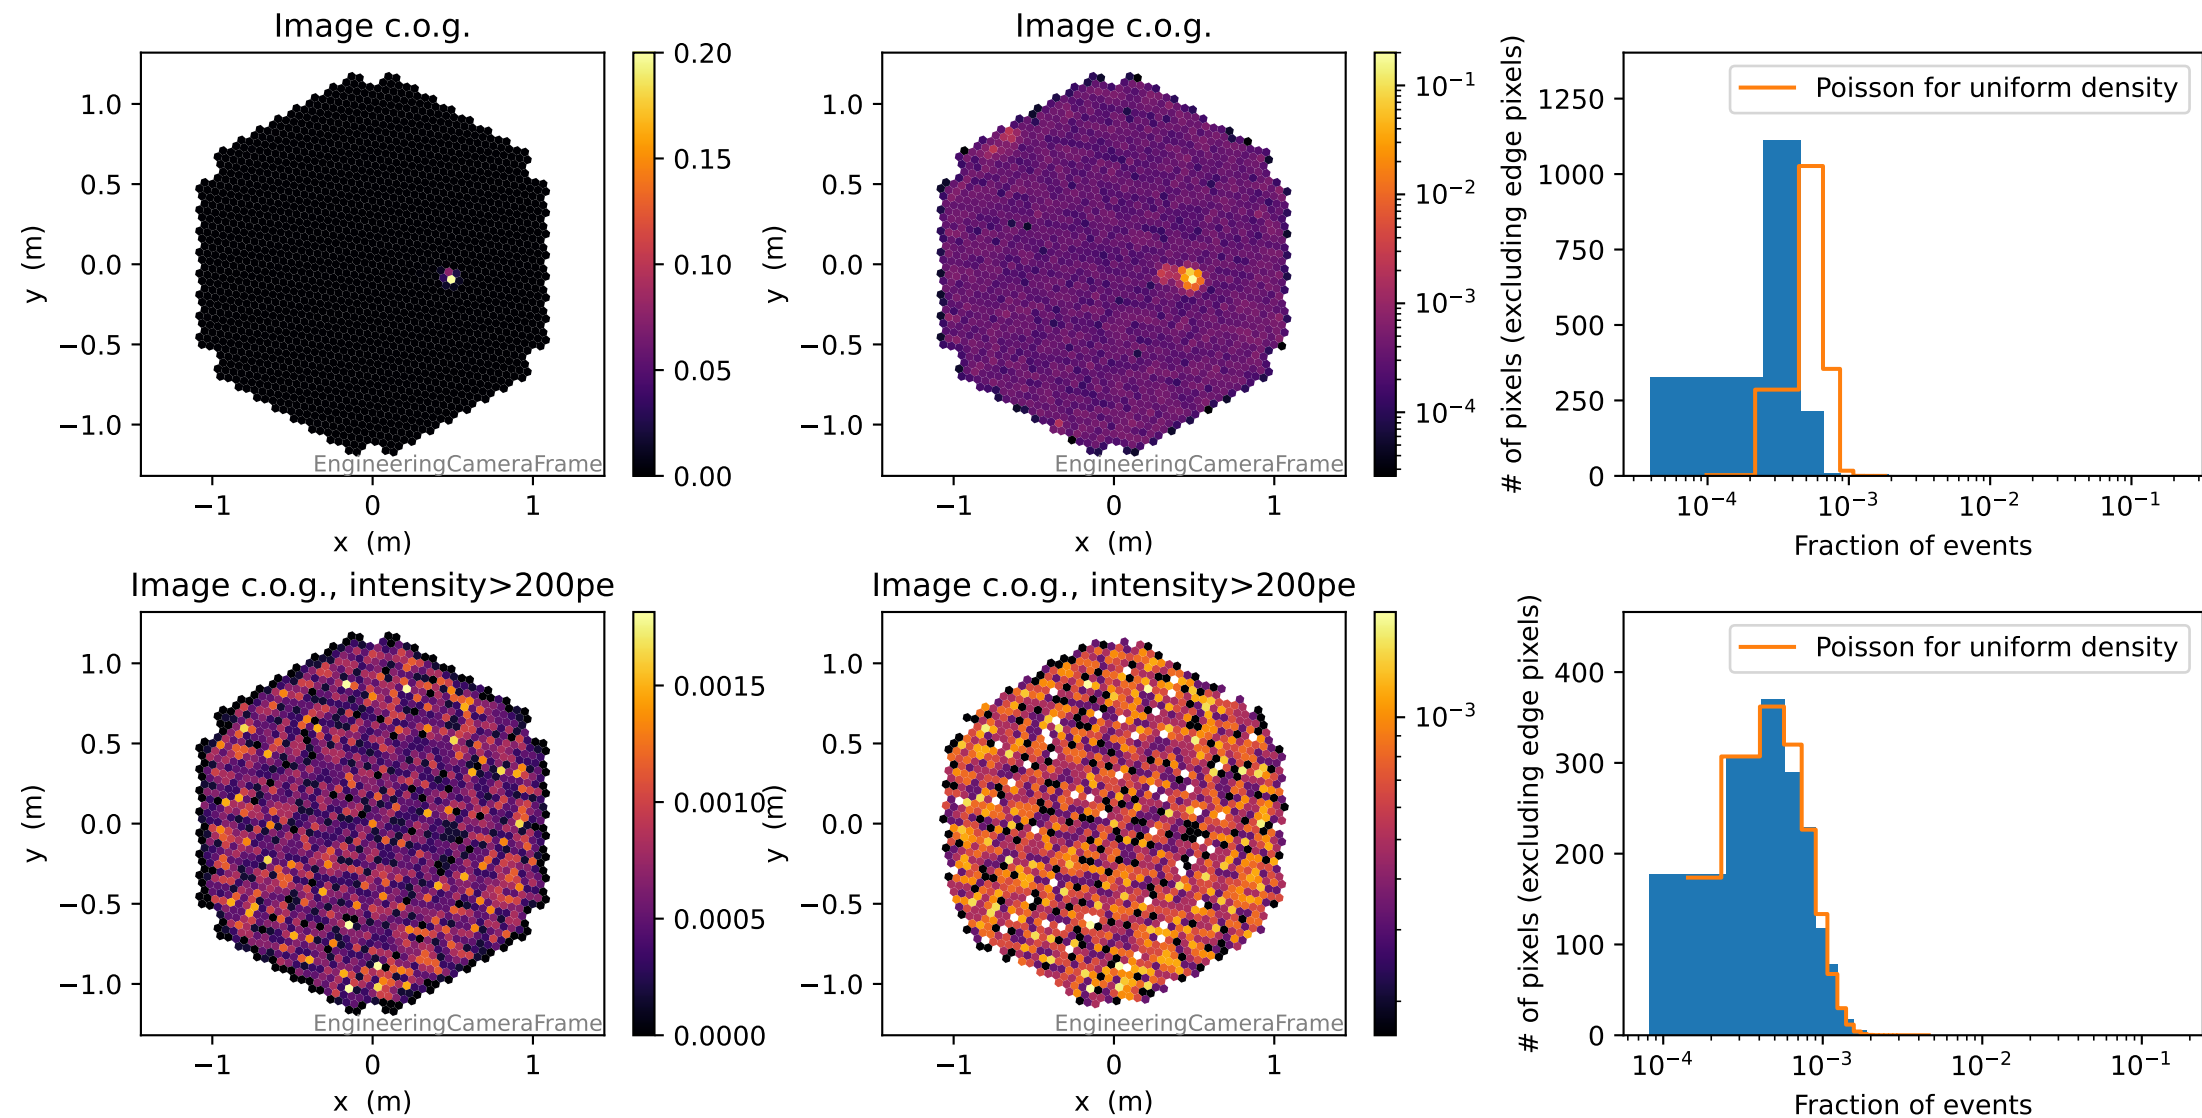 Image c.o.g.
1.0
0.5
0.0
−0.5
−1.0
y (m)
−1
0
1
x (m)
EngineeringCameraFrame
0.20
0.15
0.10
0.05
0.00
Image c.o.g.
1.0
0.5
0.0
−0.5
−1.0
y (m)
−1
0
1
x (m)
EngineeringCameraFrame
10⁻¹
10⁻²
10⁻³
10⁻⁴
Poisson for uniform density
# of pixels (excluding edge pixels)
1250
1000
750
500
250
0
10⁻⁴
10⁻³
10⁻²
10⁻¹
Fraction of events
Image c.o.g., intensity>200pe
1.0
0.5
0.0
−0.5
−1.0
y (m)
−1
0
1
x (m)
EngineeringCameraFrame
0.0015
0.0010
0.0005
0.0000
Image c.o.g., intensity>200pe
1.0
0.5
0.0
−0.5
−1.0
y (m)
−1
0
1
x (m)
EngineeringCameraFrame
10⁻³
Poisson for uniform density
# of pixels (excluding edge pixels)
400
300
200
100
0
10⁻⁴
10⁻³
10⁻²
10⁻¹
Fraction of events